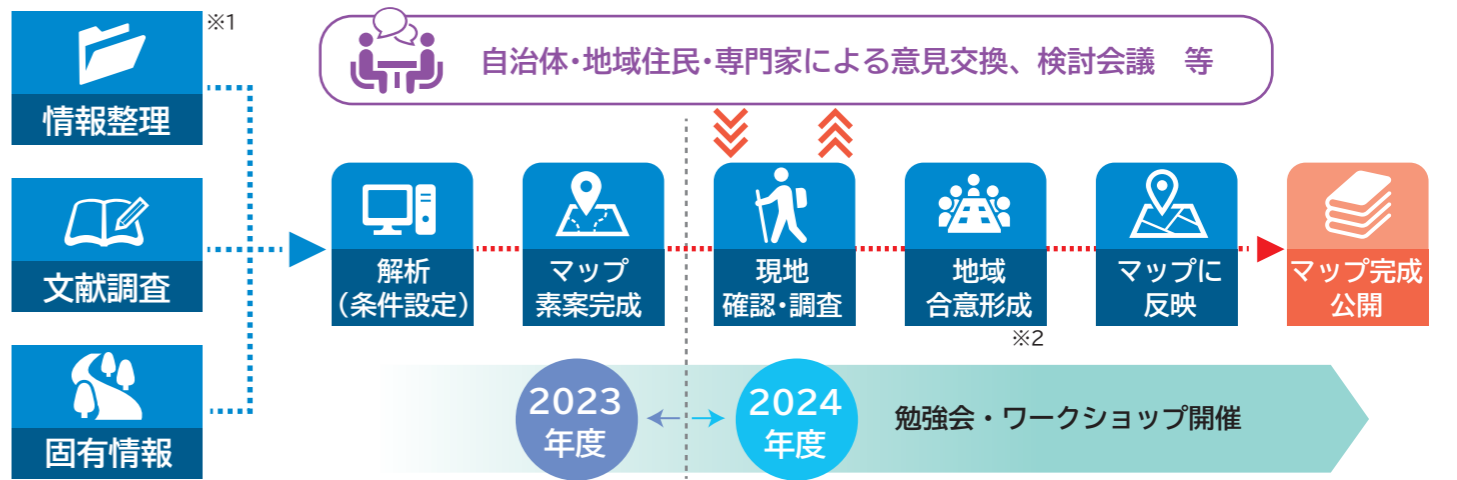 ※1
情報整理
文献調査
固有情報
自治体･地域住民･専門家による意見交換、検討会議　等
解析
（条件設定）
マップ
素案完成
現地
確認･調査
地域
合意形成
※2
マップに
反映
マップ完成
公開
2023
年度
2024
年度
勉強会・ワークショップ開催